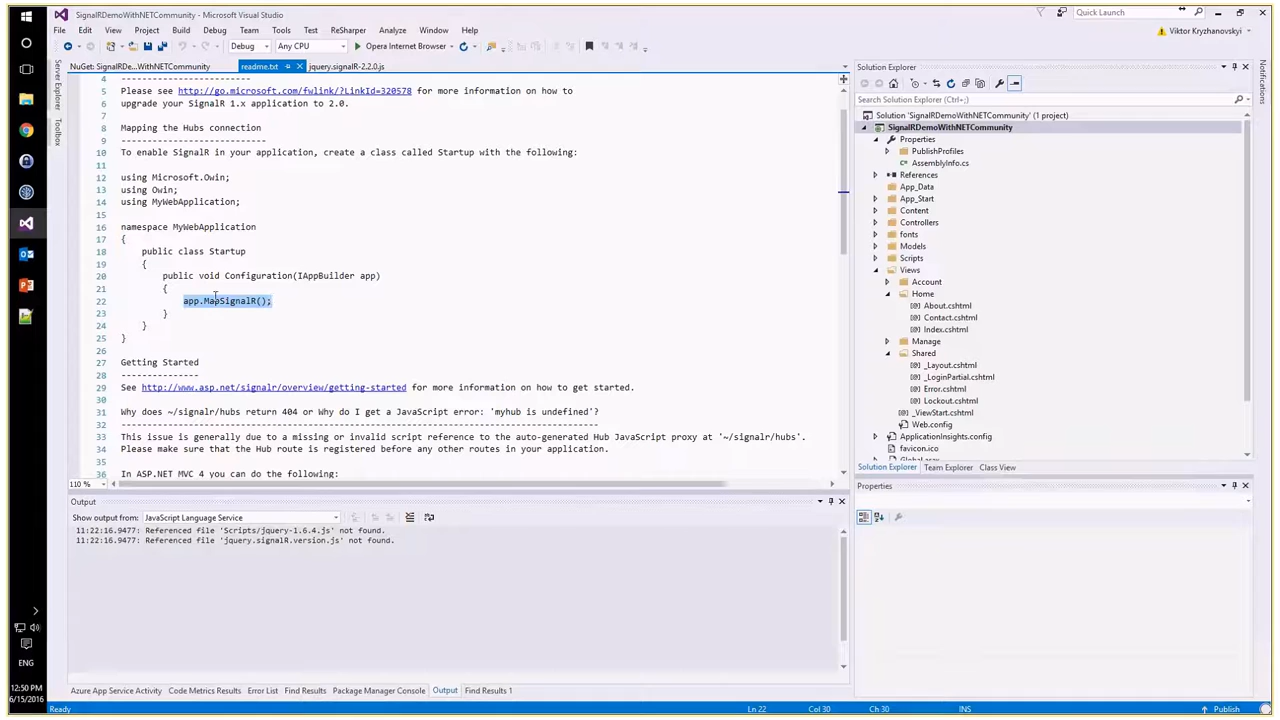 SignalRDemoWithNETCommunity - Microsoft Visual Studio
Quick Launch (Ctrl+Q)
File Edit View Project Build Debug Team Tools Test ReSharper Analyze Window Help
Viktor Kryzhanovskyi
Debug Any CPU Opera Internet Browser
NuGet: SignalRDe...WithNETCommunity readme.txt jquery.signalR-2.2.0.js
Server Explorer
Toolbox
4 -------------------------
5 Please see http://go.microsoft.com/fwlink/?LinkId=320578 for more information on how to
6 upgrade your SignalR 1.x application to 2.0.
7
8 Mapping the Hubs connection
9 ----------------------------
10 To enable SignalR in your application, create a class called Startup with the following:
11
12 using Microsoft.Owin;
13 using Owin;
14 using MyWebApplication;
15
16 namespace MyWebApplication
17 {
18 public class Startup
19 {
20 public void Configuration(IAppBuilder app)
21 {
22 app.MapSignalR();
23 }
24 }
25 }
26
27 Getting Started
28 ---------------
29 See http://www.asp.net/signalr/overview/getting-started for more information on how to get started.
30
31 Why does ~/signalr/hubs return 404 or Why do I get a JavaScript error: 'myhub is undefined'?
32 --------------------------------------------------------------------------------------------
33 This issue is generally due to a missing or invalid script reference to the auto-generated Hub JavaScript proxy at '~/signalr/hubs'.
34 Please make sure that the Hub route is registered before any other routes in your application.
35
36 In ASP.NET MVC 4 you can do the following:
110 %
Output
Show output from: JavaScript Language Service
11:22:16.9477: Referenced file 'Scripts/jquery-1.6.4.js' not found.
11:22:16.9477: Referenced file 'jquery.signalR.version.js' not found.
Azure App Service Activity Code Metrics Results Error List Find Results Package Manager Console Output Find Results 1
Ready Ln 22 Col 30 Ch 30 INS Publish
Solution Explorer
Search Solution Explorer (Ctrl+;)
Solution 'SignalRDemoWithNETCommunity' (1 project)
SignalRDemoWithNETCommunity
Properties
PublishProfiles
AssemblyInfo.cs
References
App_Data
App_Start
Content
Controllers
fonts
Models
Scripts
Views
Account
Home
About.cshtml
Contact.cshtml
Index.cshtml
Manage
Shared
_Layout.cshtml
_LoginPartial.cshtml
Error.cshtml
Lockout.cshtml
_ViewStart.cshtml
Web.config
ApplicationInsights.config
favicon.ico
Solution Explorer Team Explorer Class View
Properties
Notifications
ENG
12:50 PM
6/15/2016